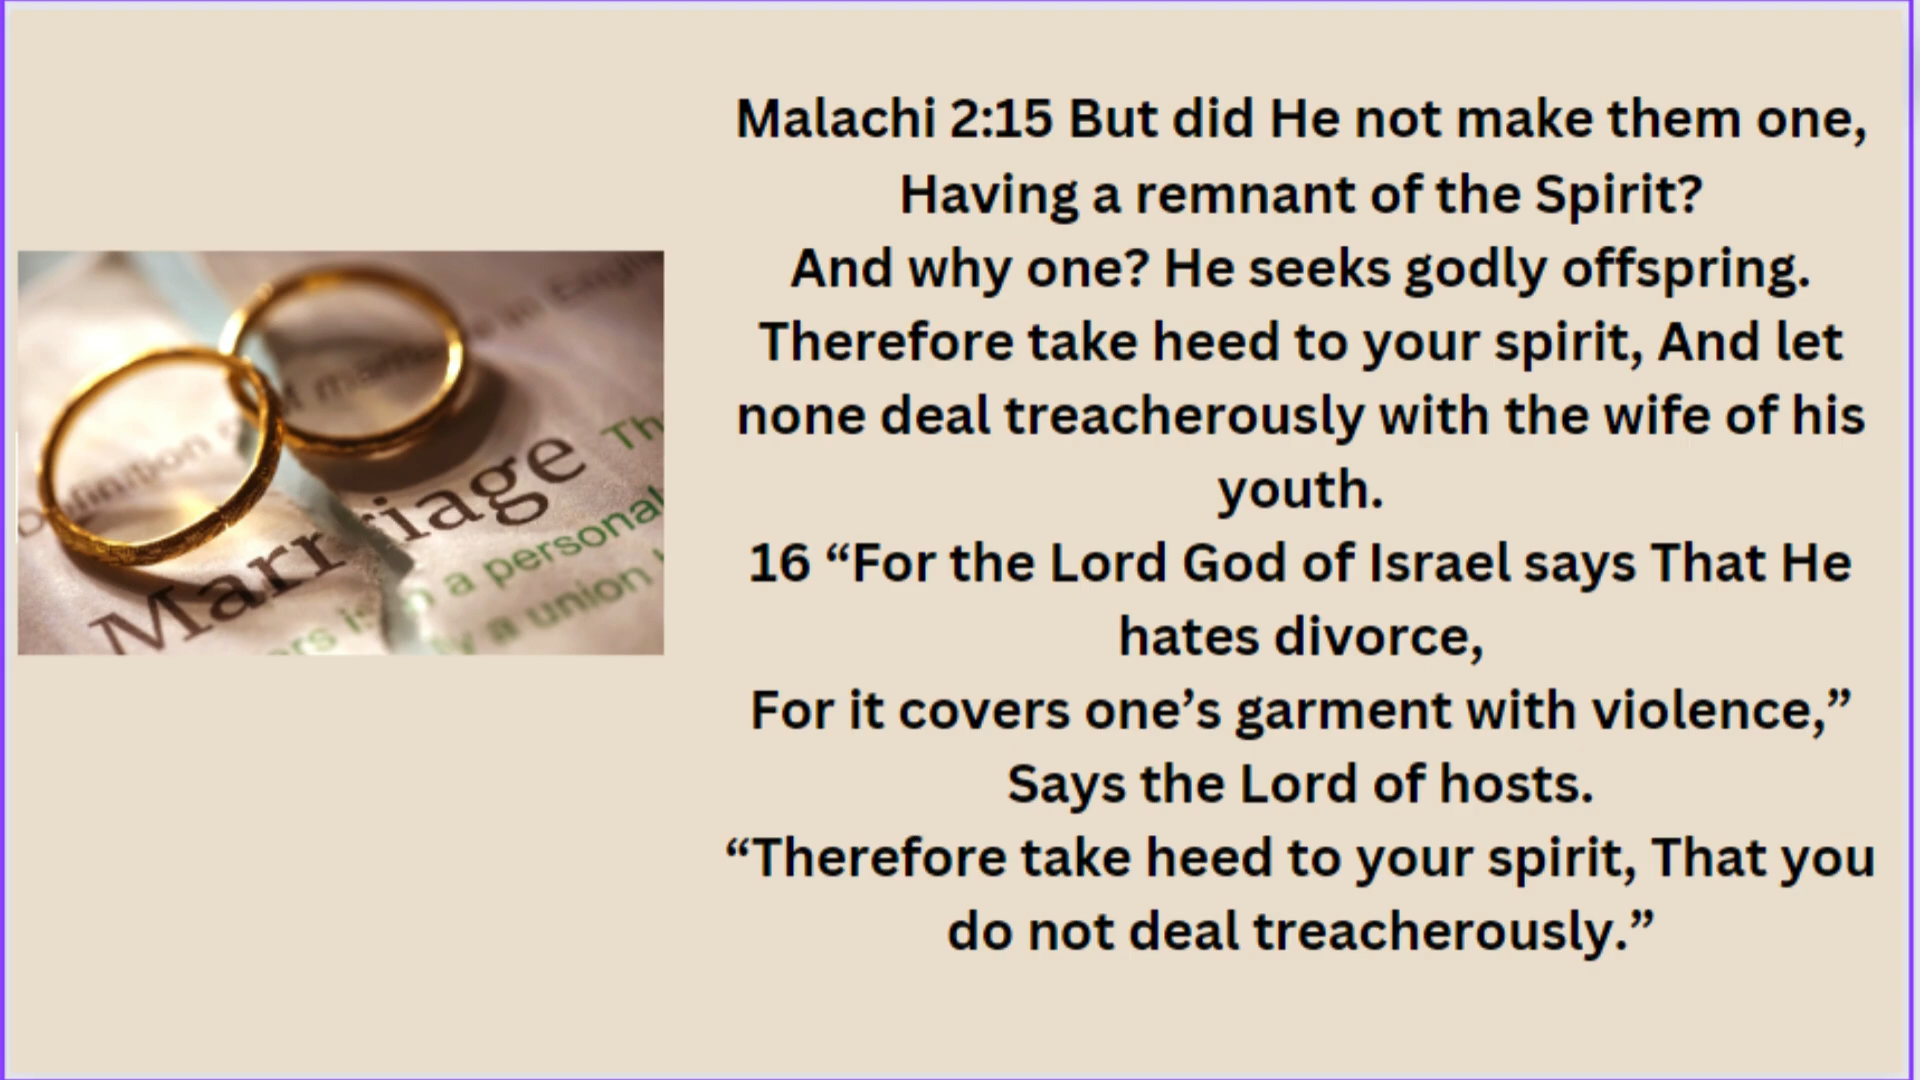 Malachi 2:15 But did He not make them one,
Having a remnant of the Spirit?
And why one? He seeks godly offspring.
Therefore take heed to your spirit, And let
none deal treacherously with the wife of his
youth.
16 “For the Lord God of Israel says That He
hates divorce,
For it covers one’s garment with violence,”
Says the Lord of hosts.
“Therefore take heed to your spirit, That you
do not deal treacherously.”
Marriage
a personal
a union